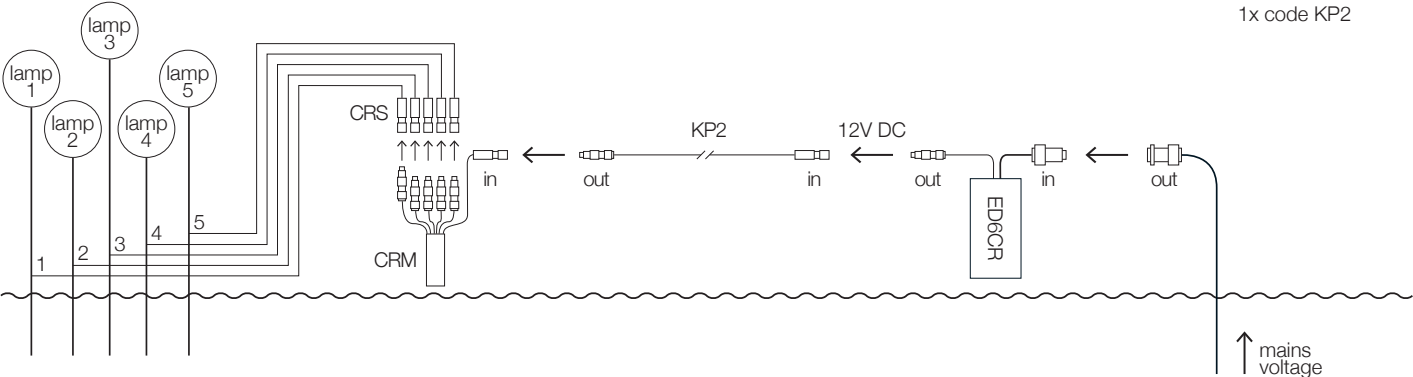 1x code KP2
lamp
1
lamp
2
lamp
3
lamp
4
lamp
5
CRS
KP2
12V DC
in
out
in
out
in
out
ED6CR
CRM
1
2
3
4
5
mains
voltage